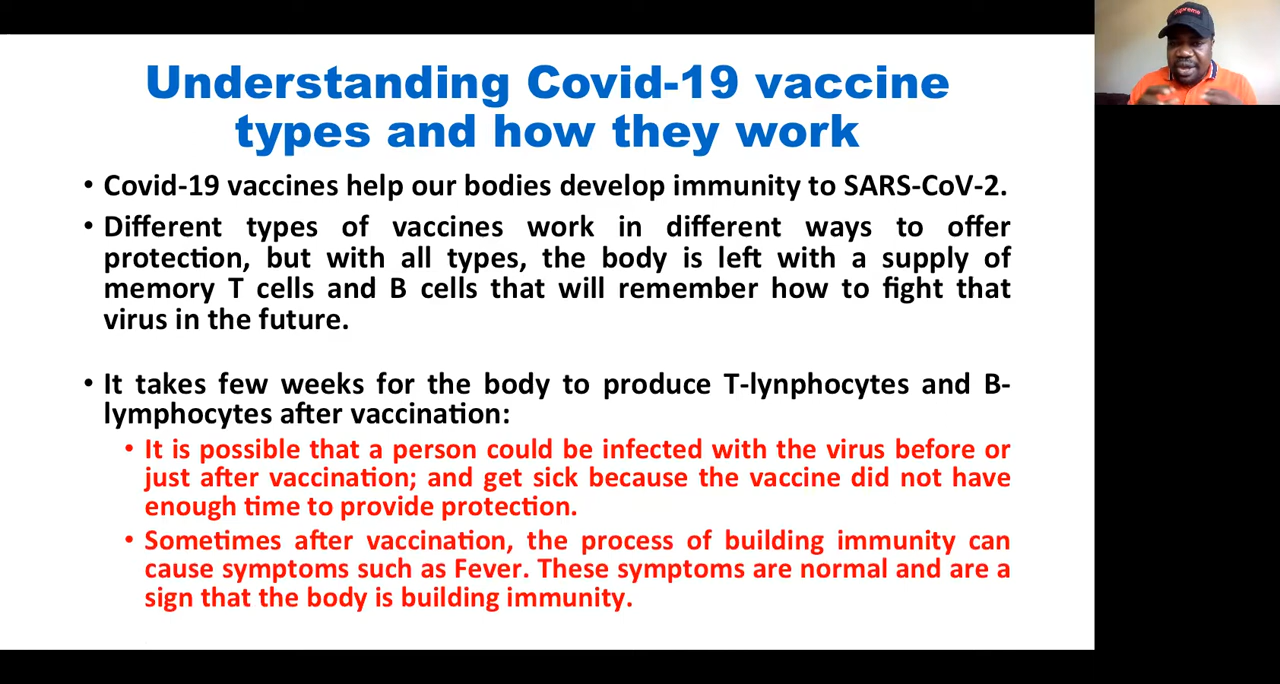 Understanding Covid-19 vaccine
types and how they work
• Covid-19 vaccines help our bodies develop immunity to SARS-CoV-2.
• Different types of vaccines work in different ways to offer
protection, but with all types, the body is left with a supply of
memory T cells and B cells that will remember how to fight that
virus in the future.
• It takes few weeks for the body to produce T-lynphocytes and B-
lymphocytes after vaccination:
• It is possible that a person could be infected with the virus before or
just after vaccination; and get sick because the vaccine did not have
enough time to provide protection.
• Sometimes after vaccination, the process of building immunity can
cause symptoms such as Fever. These symptoms are normal and are a
sign that the body is building immunity.
Supreme